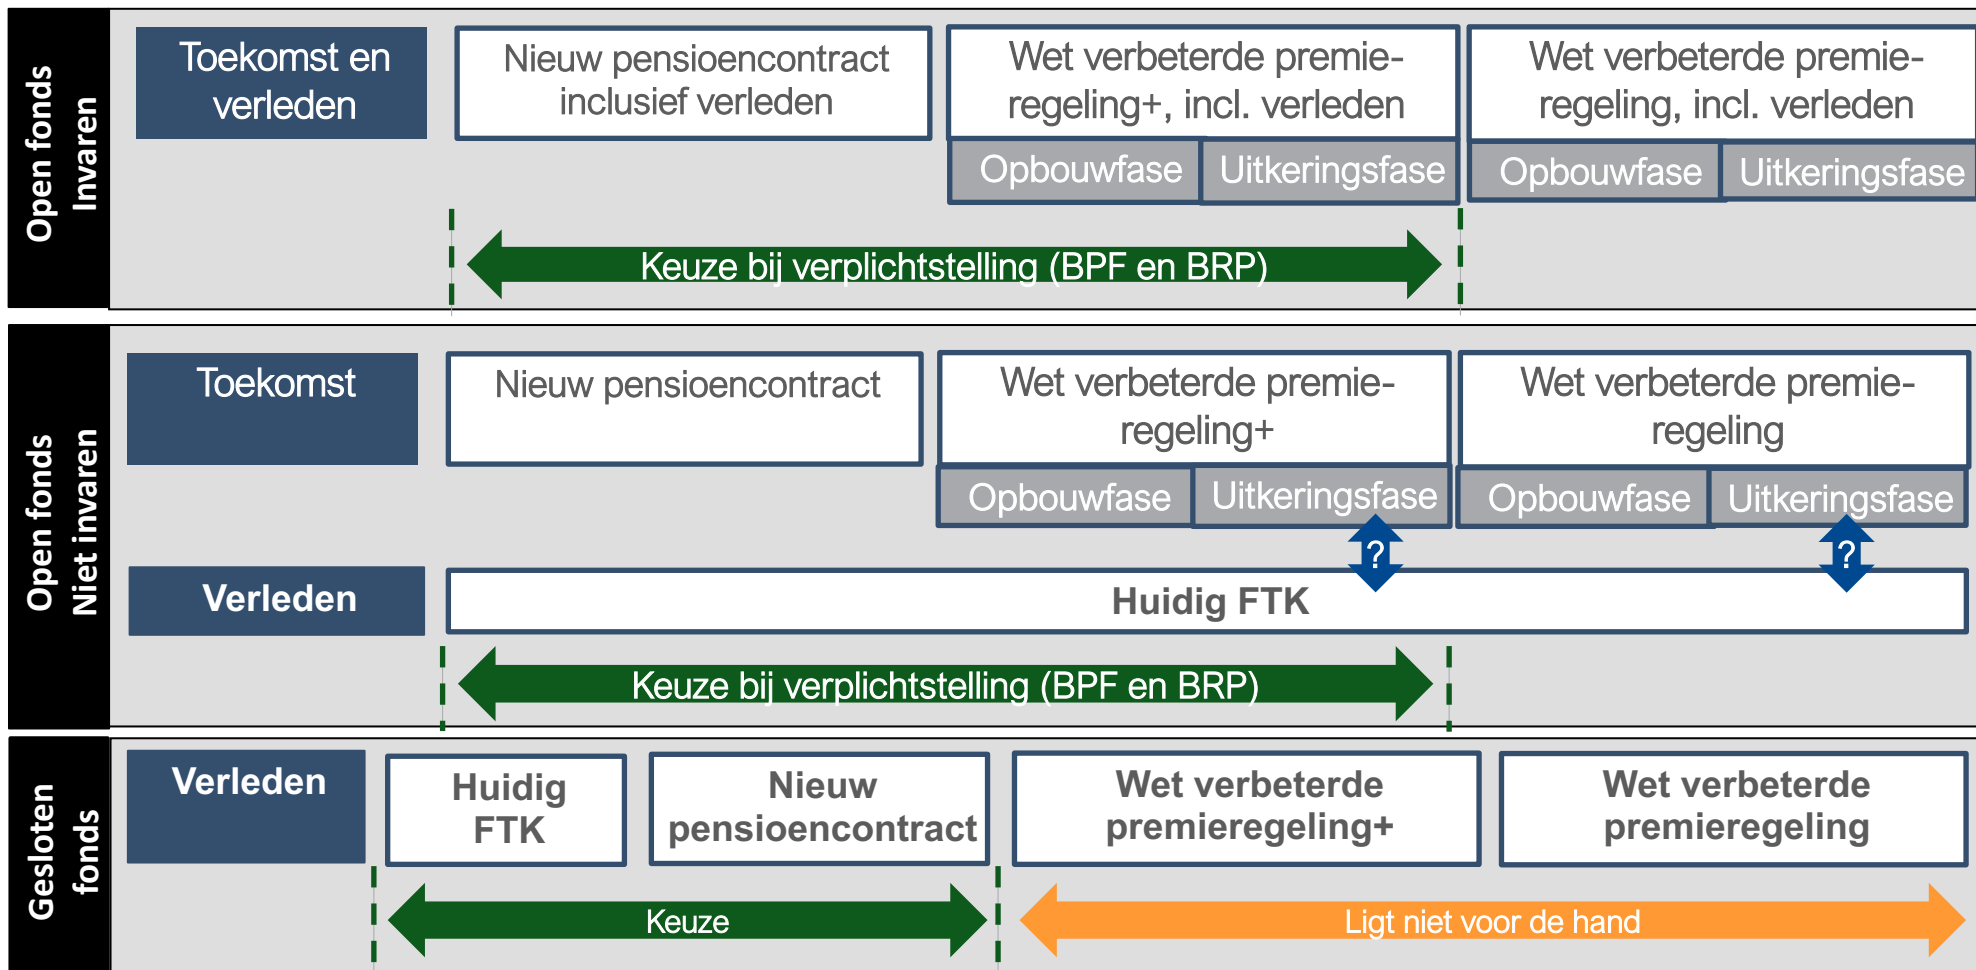 Open fonds
Invaren
Toekomst en
verleden
Nieuw pensioencontract
inclusief verleden
Wet verbeterde premie-
regeling+, incl. verleden
Opbouwfase
Uitkeringsfase
Wet verbeterde premie-
regeling, incl. verleden
Opbouwfase
Uitkeringsfase
Keuze bij verplichtstelling (BPF en BRP)
Open fonds
Niet invaren
Toekomst
Nieuw pensioencontract
Wet verbeterde premie-
regeling+
Opbouwfase
Uitkeringsfase
Wet verbeterde premie-
regeling
Opbouwfase
Uitkeringsfase
?
?
Verleden
Huidig FTK
Keuze bij verplichtstelling (BPF en BRP)
Gesloten
fonds
Verleden
Huidig
FTK
Nieuw
pensioencontract
Wet verbeterde
premieregeling+
Wet verbeterde
premieregeling
Keuze
Ligt niet voor de hand